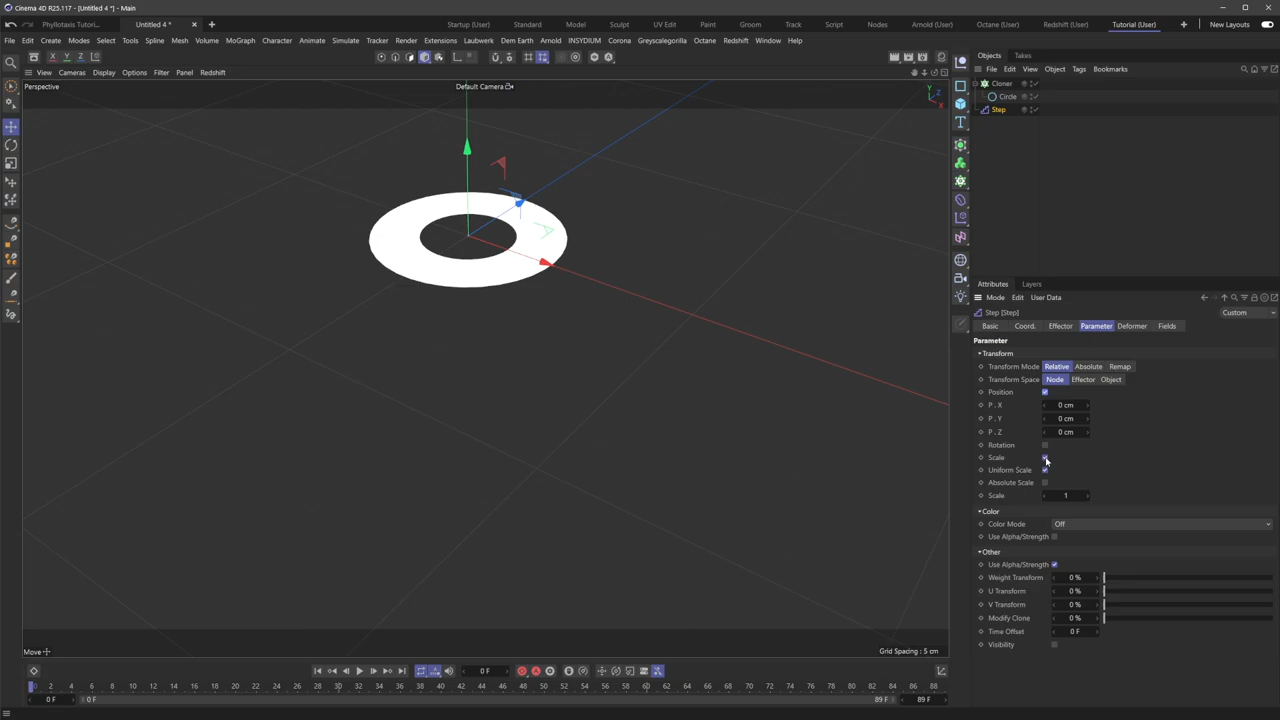 Cinema 4D R25.117 - [Untitled 4 *] - Main
Phyllotaxis Tutori... Untitled 4 * Startup (User) Standard Model Sculpt UV Edit Paint Groom Track Script Nodes Arnold (User) Octane (User) Redshift (User) Tutorial (User) New Layouts
File Edit Create Modes Select Tools Spline Mesh Volume MoGraph Character Animate Simulate Tracker Render Extensions Laubwerk Dem Earth Arnold INSYDIUM Corona Greyscalegorilla Octane Redshift Window Help
X Y Z
Objects Takes
View Cameras Display Options Filter Panel Redshift
File Edit View Object Tags Bookmarks
Perspective
Default Camera
Cloner
Circle
Step
Y
Z
X
Attributes Layers
Mode Edit User Data
Step [Step] Custom
Basic Coord. Effector Parameter Deformer Fields
Parameter
Transform
Transform Mode Relative Absolute Remap
Transform Space Node Effector Object
Position
P . X 0 cm
P . Y 0 cm
P . Z 0 cm
Rotation
Scale
Uniform Scale
Absolute Scale
Scale 1
Color
Color Mode Off
Use Alpha/Strength
Other
Use Alpha/Strength
Weight Transform 0 %
U Transform 0 %
V Transform 0 %
Modify Clone 0 %
Time Offset 0 F
Visibility
Move Grid Spacing : 5 cm
0 F
0 2 4 6 8 10 12 14 16 18 20 22 24 26 28 30 32 34 36 38 40 42 44 46 48 50 52 54 56 58 60 62 64 66 68 70 72 74 76 78 80 82 84 86 88
0 F 0 F 89 F 89 F